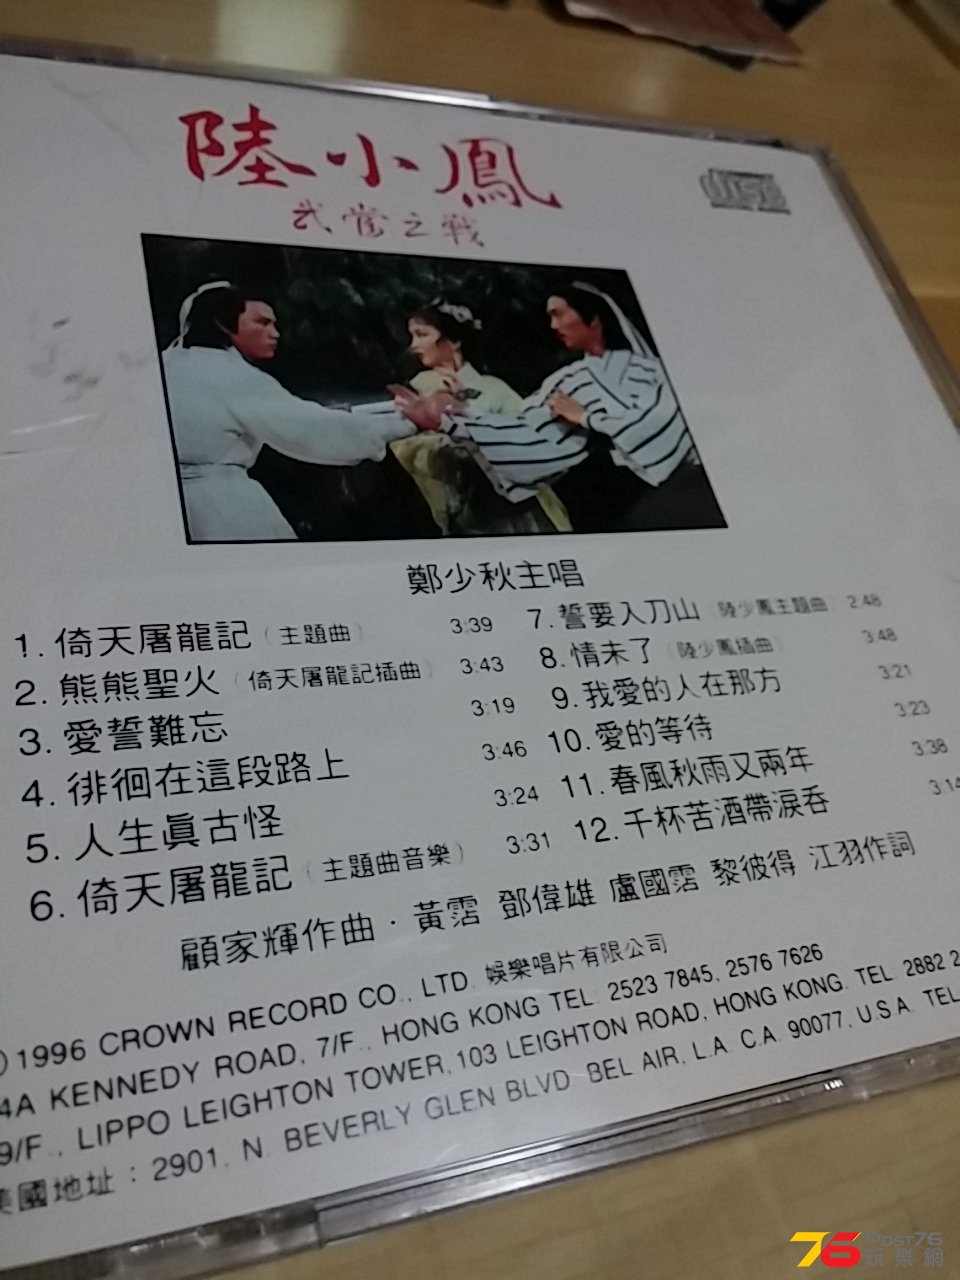 陸小鳳
武當之戰
鄭少秋主唱
1. 倚天屠龍記（主題曲） 3:39
2. 熊熊聖火（倚天屠龍記插曲） 3:43
3. 愛誓難忘 3:19
4. 徘徊在這段路上 3:46
5. 人生真古怪 3:24
6. 倚天屠龍記（主題曲音樂） 3:31
7. 誓要入刀山（陸少鳳主題曲） 2:48
8. 情未了（陸少鳳插曲） 3:48
9. 我愛的人在那方 3:21
10. 愛的等待 3:23
11. 春風秋雨又兩年 3:38
12. 千杯苦酒帶淚吞 3:14
顧家輝作曲．黃霑 鄧偉雄 盧國霑 黎彼得 江羽作詞
1996 CROWN RECORD CO., LTD. 娛樂唱片有限公司
4A KENNEDY ROAD, 7/F., HONG KONG TEL: 2523 7845, 2576 7626
9/F., LIPPO LEIGHTON TOWER, 103 LEIGHTON ROAD, HONG KONG. TEL: 2882 2
美國地址：2901, N. BEVERLY GLEN BLVD. BEL AIR, L.A. C.A. 90077, U.S.A. TEL
76 POST76
玩樂網